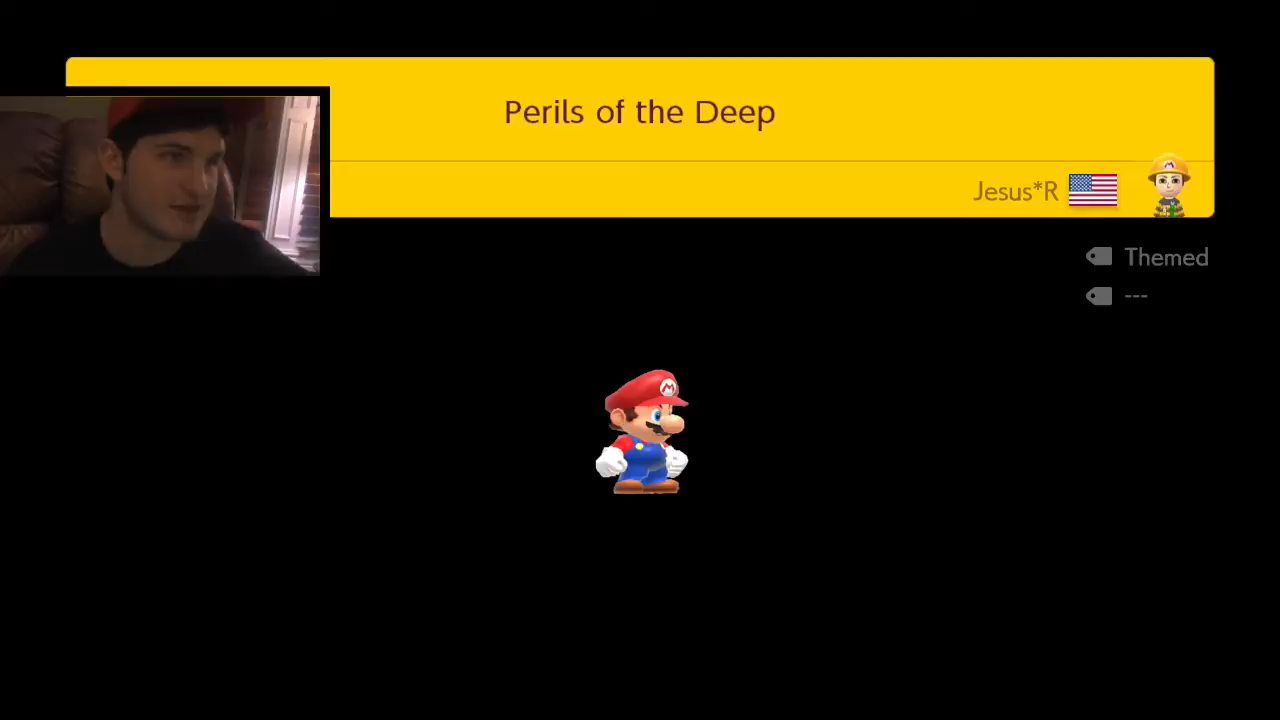 Perils of the Deep
Jesus*R
Themed
---